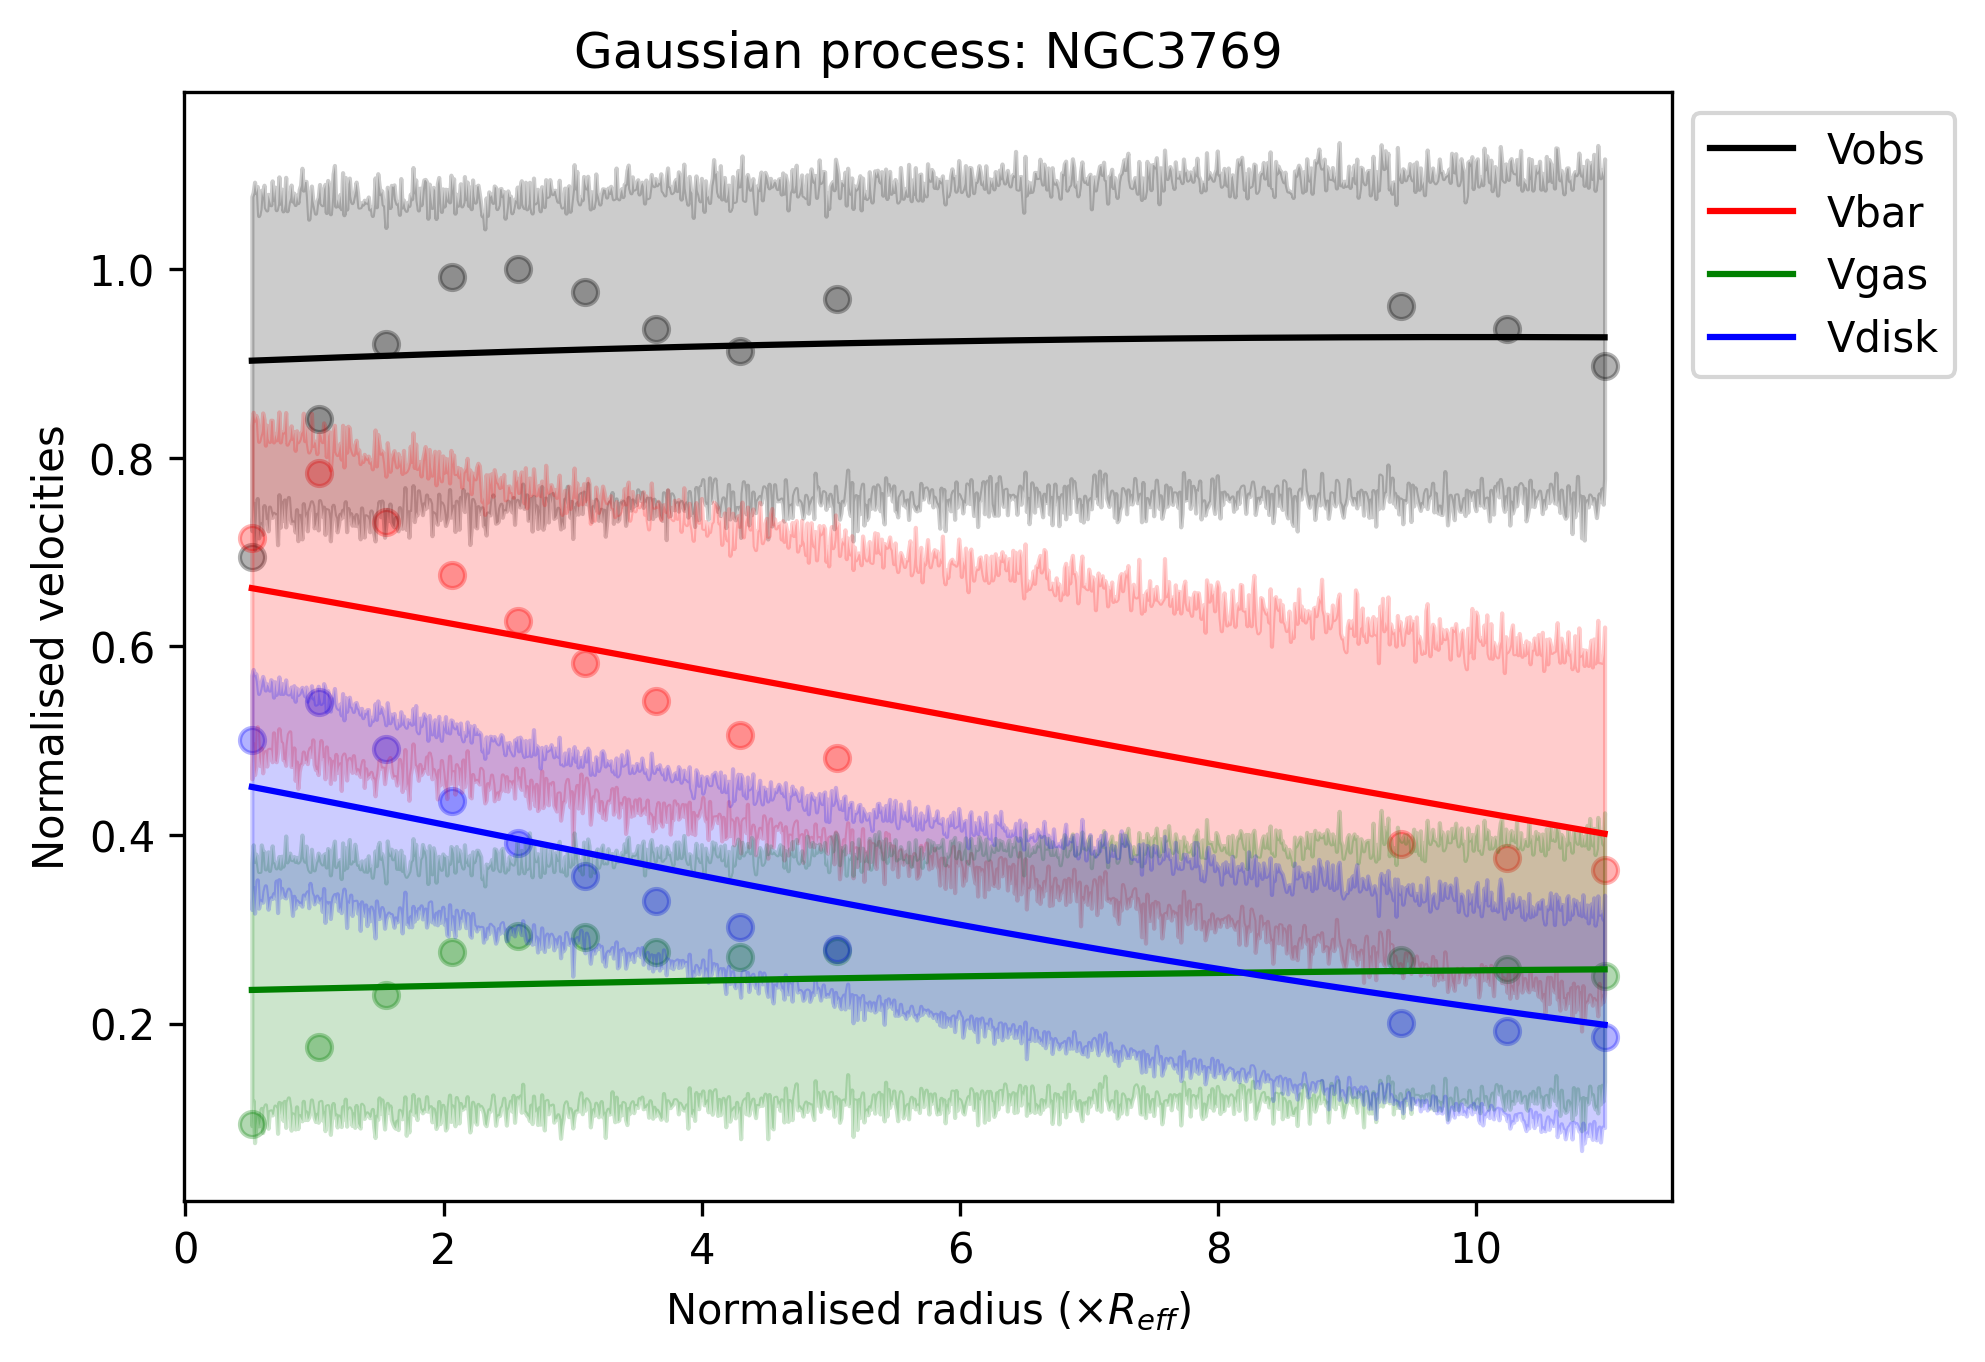 Gaussian process: NGC3769
Vobs
Vbar
Vgas
Vdisk
Normalised velocities
1.0
0.8
0.6
0.4
0.2
0 2 4 6 8 10
Normalised radius (×R_eff)